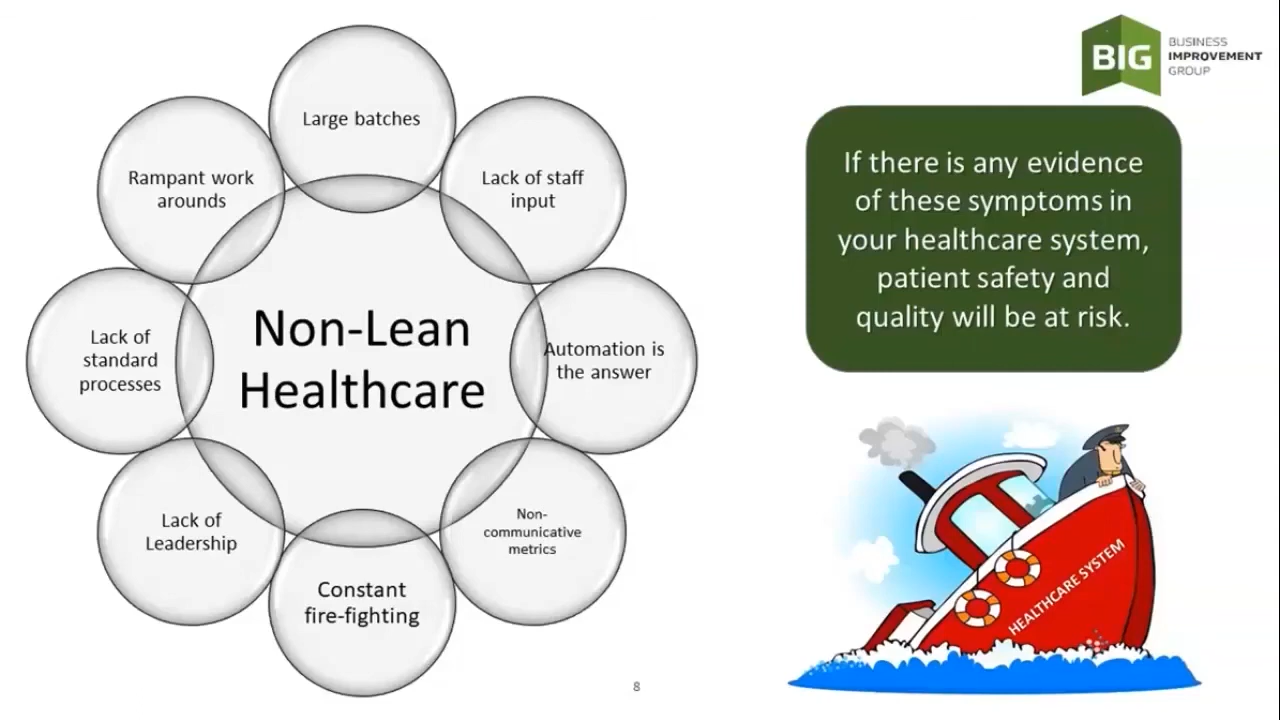 BIG
BUSINESS
IMPROVEMENT
GROUP
Large batches
Lack of staff
input
Automation is
the answer
Non-
communicative
metrics
Constant
fire-fighting
Lack of
Leadership
Lack of
standard
processes
Rampant work
arounds
Non-Lean
Healthcare
If there is any evidence
of these symptoms in
your healthcare system,
patient safety and
quality will be at risk.
HEALTHCARE SYSTEM
8